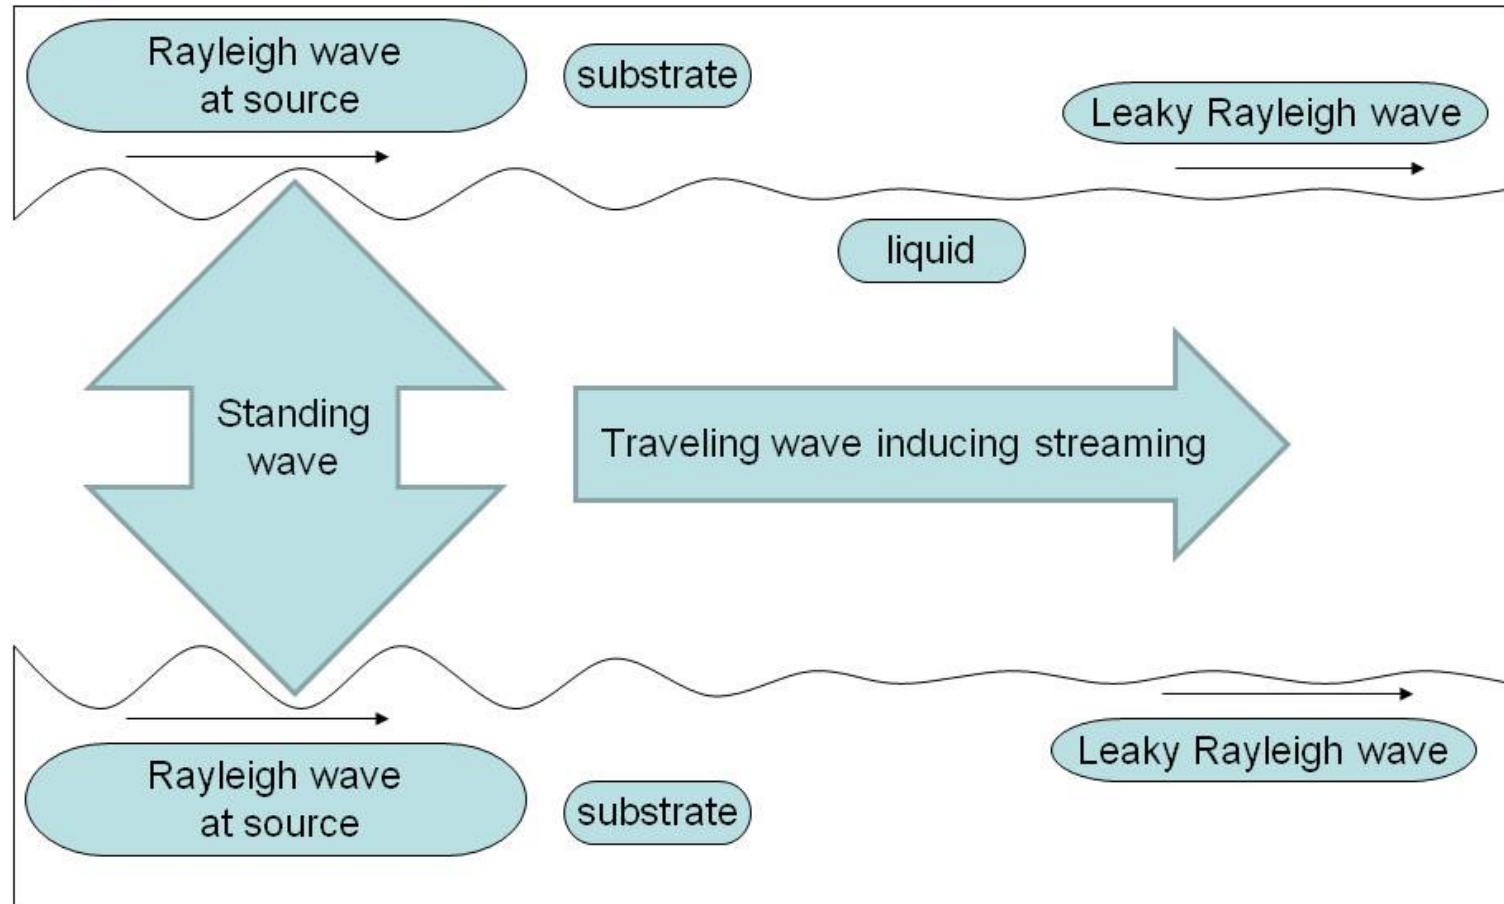 Rayleigh wave
at source
substrate
Leaky Rayleigh wave
liquid
Standing
wave
Traveling wave inducing streaming
Rayleigh wave
at source
substrate
Leaky Rayleigh wave